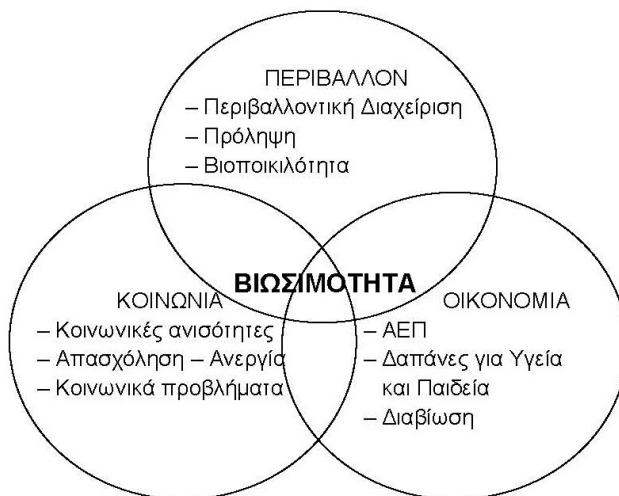 ΠΕΡΙΒΑΛΛΟΝ
– Περιβαλλοντική Διαχείριση
– Πρόληψη
– Βιοποικιλότητα
ΒΙΩΣΙΜΟΤΗΤΑ
ΚΟΙΝΩΝΙΑ
– Κοινωνικές ανισότητες
– Απασχόληση – Ανεργία
– Κοινωνικά προβλήματα
ΟΙΚΟΝΟΜΙΑ
– ΑΕΠ
– Δαπάνες για Υγεία
και Παιδεία
– Διαβίωση